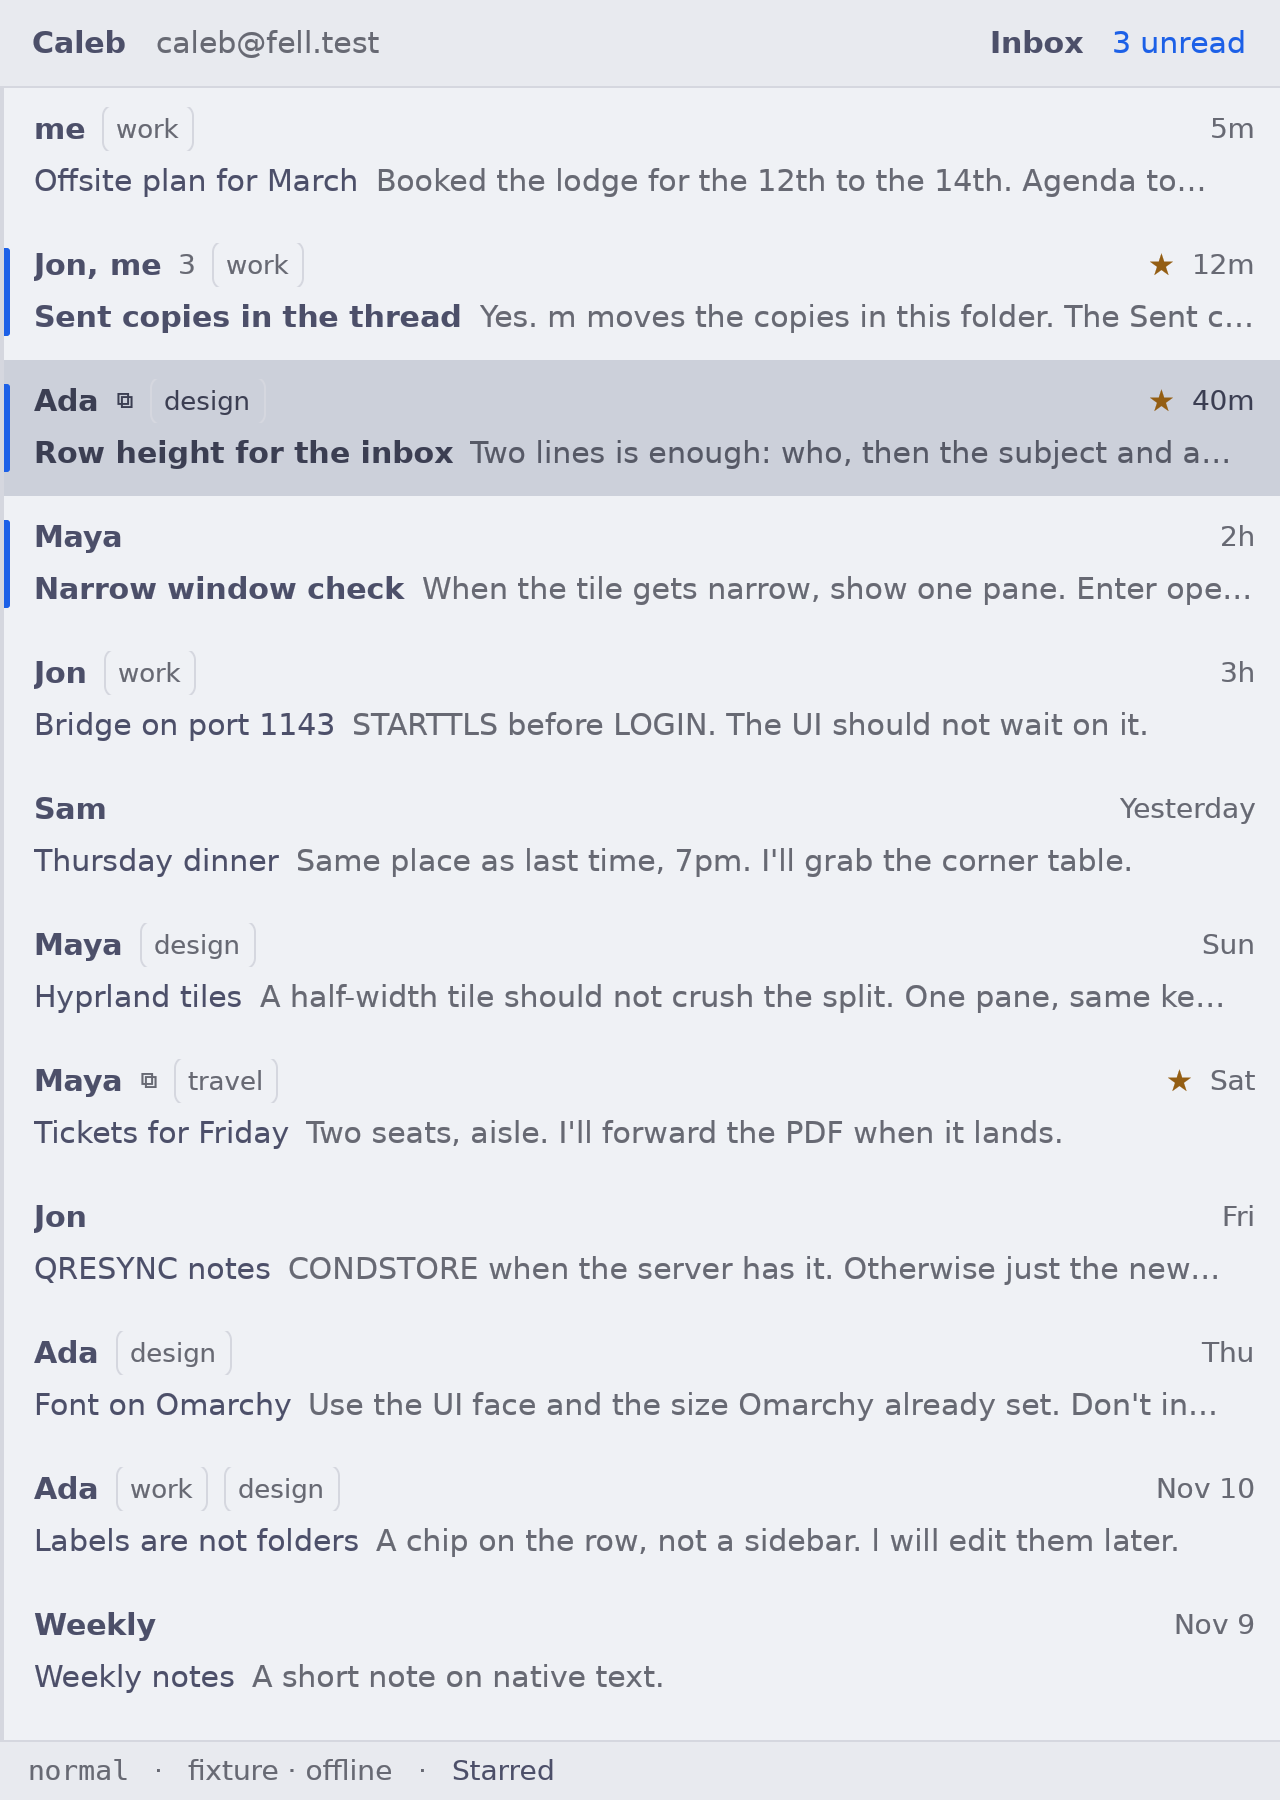 Caleb caleb@fell.test Inbox 3 unread
me work 5m
Offsite plan for March Booked the lodge for the 12th to the 14th. Agenda to…
Jon, me 3 work ★ 12m
Sent copies in the thread Yes. m moves the copies in this folder. The Sent c…
Ada ⧉ design ★ 40m
Row height for the inbox Two lines is enough: who, then the subject and a…
Maya 2h
Narrow window check When the tile gets narrow, show one pane. Enter ope…
Jon work 3h
Bridge on port 1143 STARTTLS before LOGIN. The UI should not wait on it.
Sam Yesterday
Thursday dinner Same place as last time, 7pm. I'll grab the corner table.
Maya design Sun
Hyprland tiles A half-width tile should not crush the split. One pane, same ke…
Maya ⧉ travel ★ Sat
Tickets for Friday Two seats, aisle. I'll forward the PDF when it lands.
Jon Fri
QRESYNC notes CONDSTORE when the server has it. Otherwise just the new…
Ada design Thu
Font on Omarchy Use the UI face and the size Omarchy already set. Don't in…
Ada work design Nov 10
Labels are not folders A chip on the row, not a sidebar. l will edit them later.
Weekly Nov 9
Weekly notes A short note on native text.
normal · fixture · offline · Starred